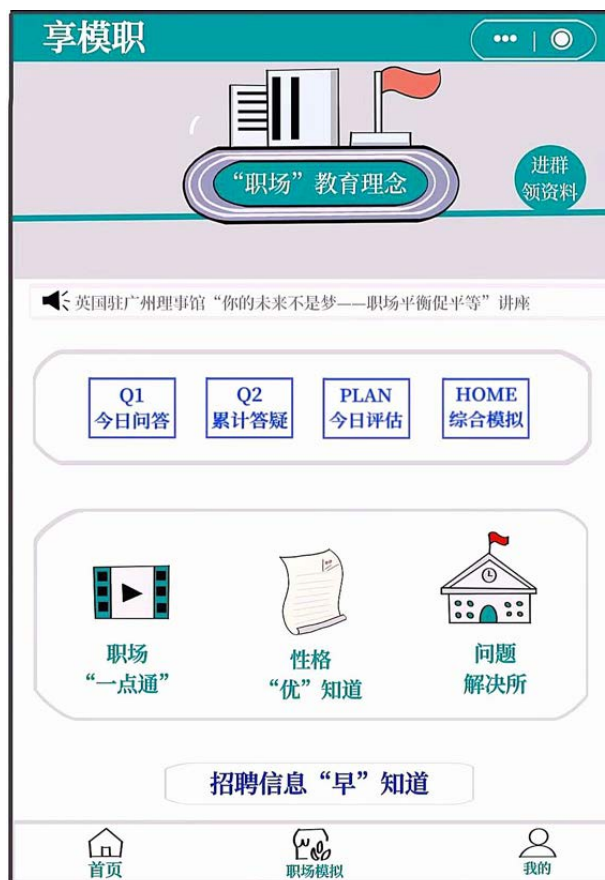 享模职
“职场”教育理念
进群
领资料
英国驻广州理事馆“你的未来不是梦——职场平衡促平等”讲座
Q1
今日问答
Q2
累计答疑
PLAN
今日评估
HOME
综合模拟
职场
“一点通”
性格
“优”知道
问题
解决所
招聘信息“早”知道
首页
职场模拟
我的